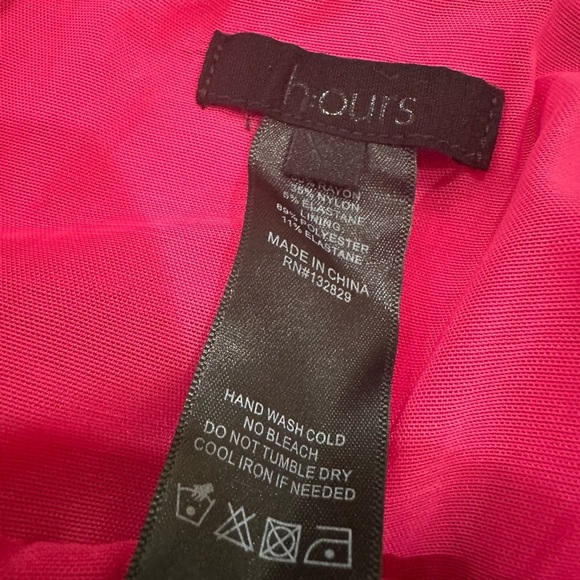 h:ours
RAYON
35% NYLON
5% ELASTANE
LINING
89% POLYESTER
11% ELASTANE
MADE IN CHINA
RN#132829
HAND WASH COLD
NO BLEACH
DO NOT TUMBLE DRY
COOL IRON IF NEEDED